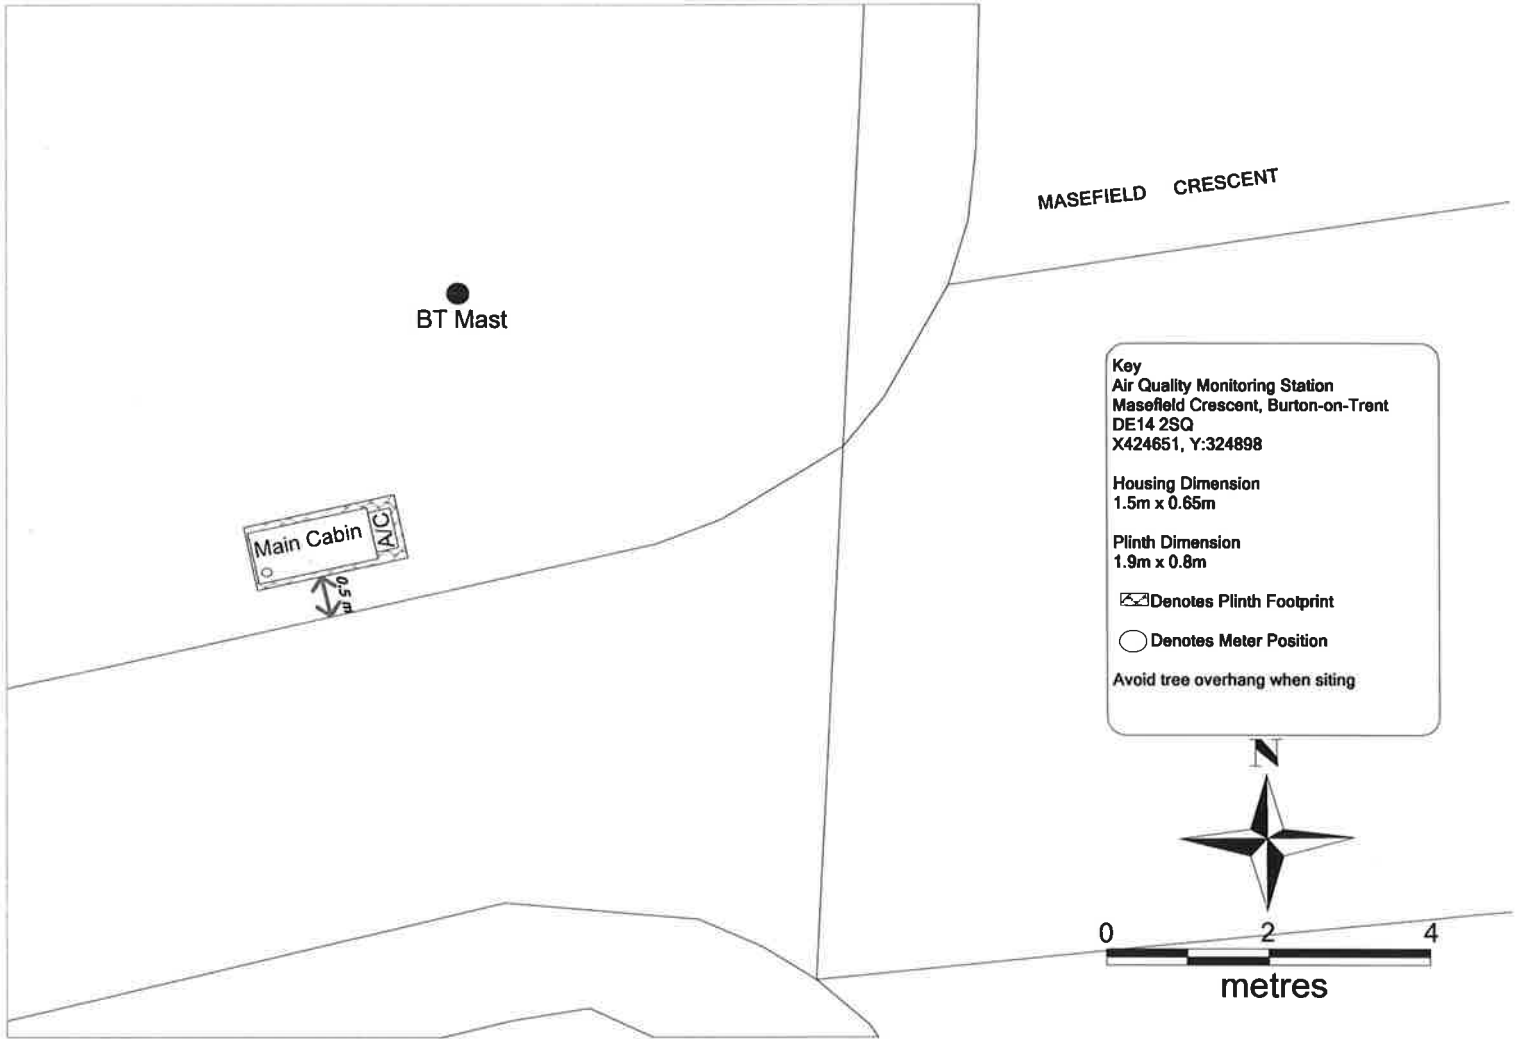 MASEFIELD CRESCENT
BT Mast
Key
Air Quality Monitoring Station
Masefield Crescent, Burton-on-Trent
DE14 2SQ
X424651, Y:324898
Housing Dimension
1.5m x 0.65m
Plinth Dimension
1.9m x 0.8m
Denotes Plinth Footprint
Denotes Meter Position
Avoid tree overhang when siting
Main Cabin
A/C
0.5 m
N
0 2 4
metres